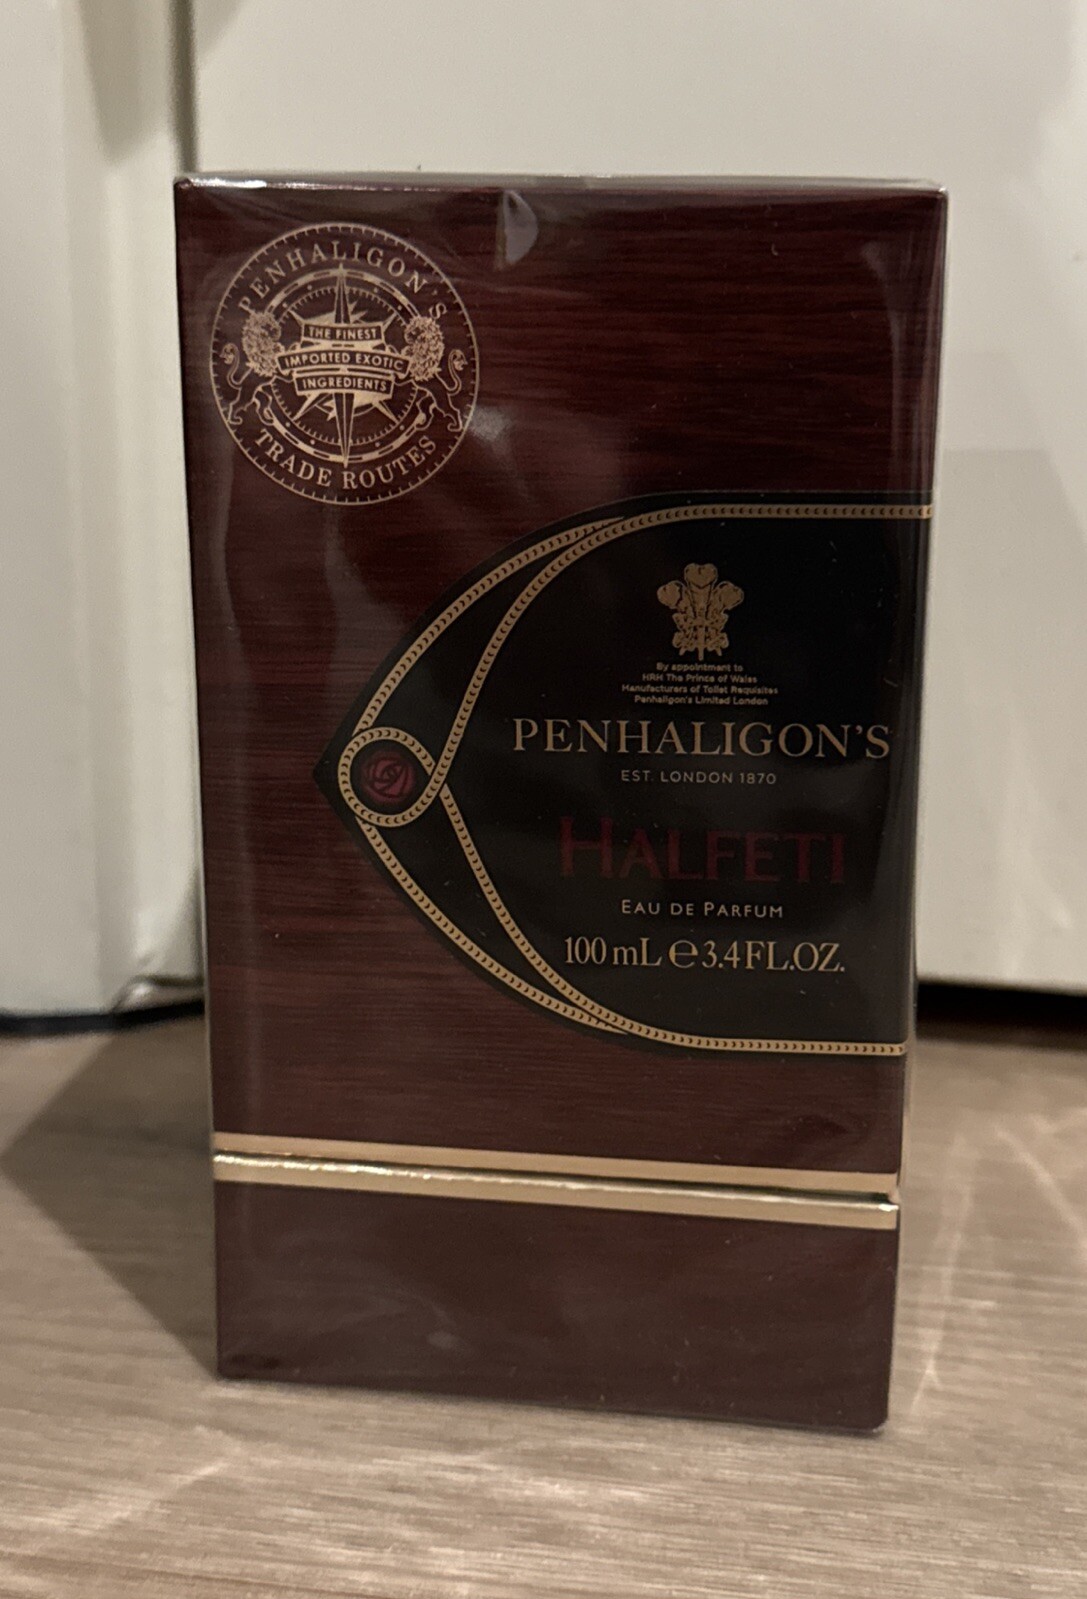 PENHALIGON'S
THE FINEST
IMPORTED EXOTIC
INGREDIENTS
TRADE ROUTES
By appointment to
HRH The Prince of Wales
Manufacturers of Toilet Requisites
Penhaligon's Limited London
PENHALIGON'S
EST. LONDON 1870
HALFETI
EAU DE PARFUM
100 mL ℮ 3.4 FL.OZ.